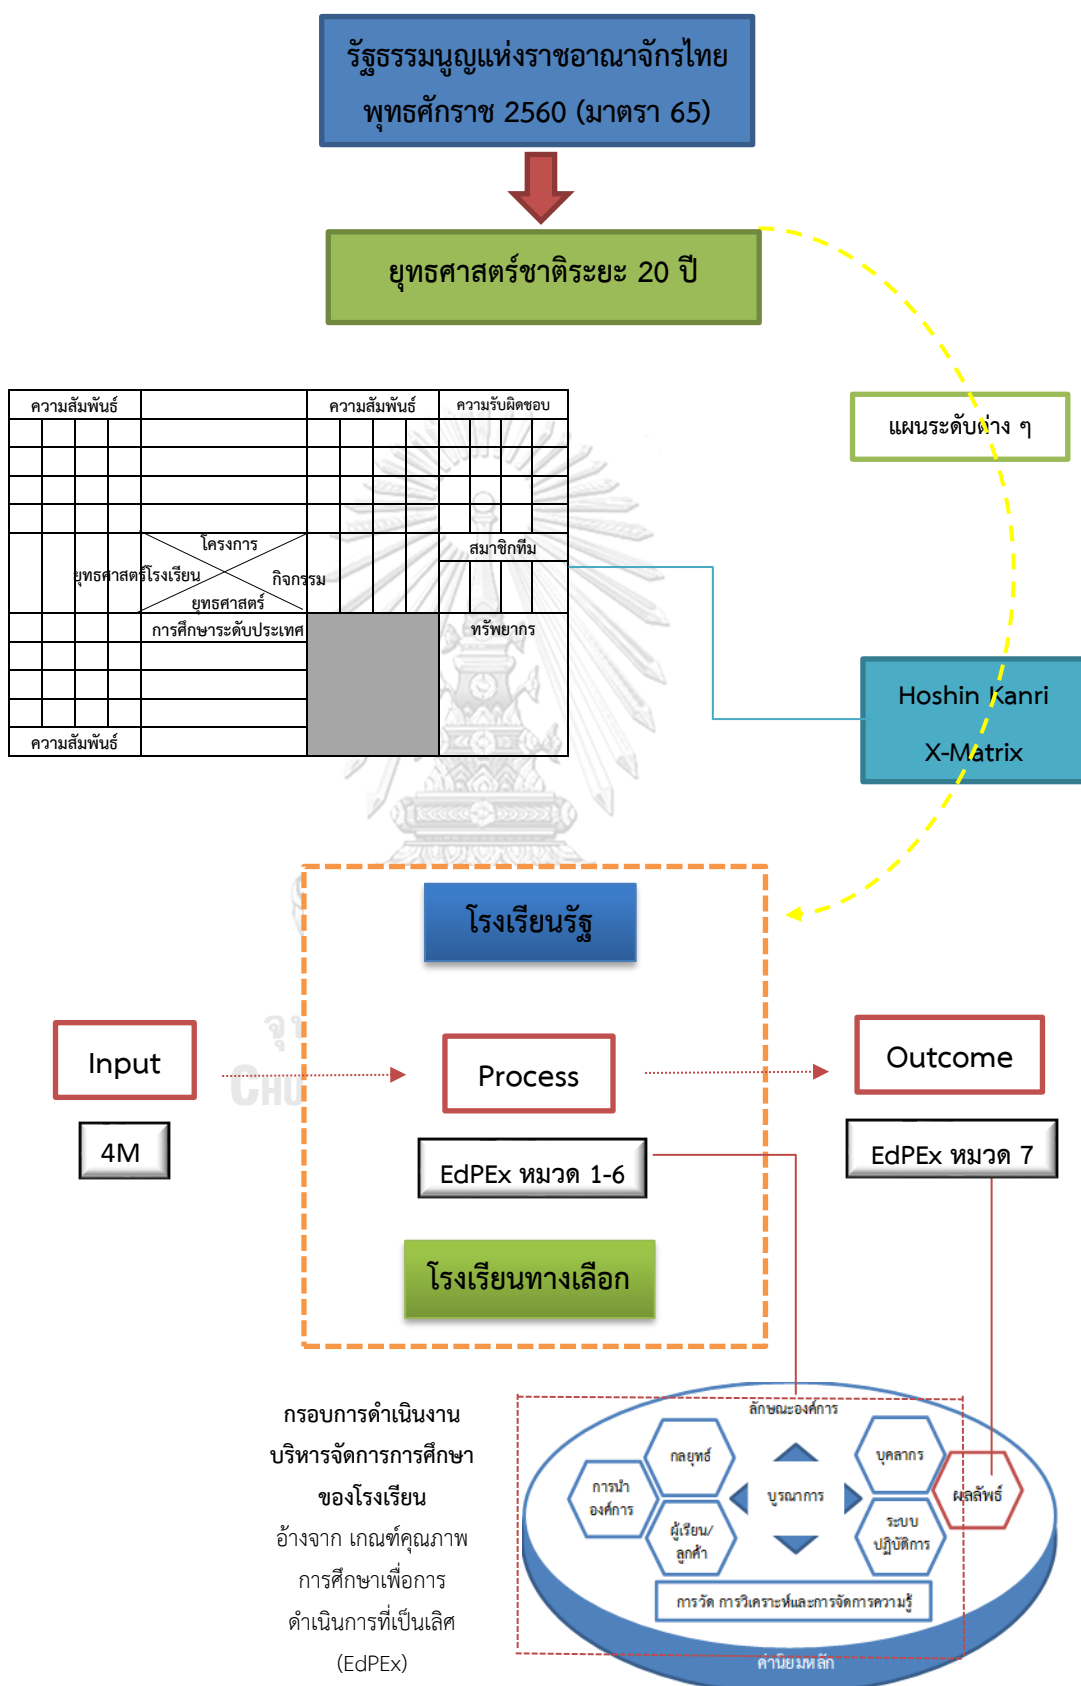 รัฐธรรมนูญแห่งราชอาณาจักรไทย
พุทธศักราช 2560 (มาตรา 65)
ยุทธศาสตร์ชาติระยะ 20 ปี
แผนระดับต่าง ๆ
ความสัมพันธ์
ความสัมพันธ์
ความรับผิดชอบ
โครงการ
ยุทธศาสตร์โรงเรียน
กิจกรรม
ยุทธศาสตร์
การศึกษาระดับประเทศ
สมาชิกทีม
ทรัพยากร
ความสัมพันธ์
Hoshin Kanri
X-Matrix
โรงเรียนรัฐ
Input
Process
Outcome
4M
EdPEx หมวด 1-6
EdPEx หมวด 7
โรงเรียนทางเลือก
จุ
CHU
กรอบการดำเนินงาน
บริหารจัดการการศึกษา
ของโรงเรียน
อ้างจาก เกณฑ์คุณภาพ
การศึกษาเพื่อการ
ดำเนินการที่เป็นเลิศ
(EdPEx)
ลักษณะองค์การ
การนำ
องค์การ
กลยุทธ์
ผู้เรียน/
ลูกค้า
บูรณาการ
บุคลากร
ระบบ
ปฏิบัติการ
ผลลัพธ์
การวัด การวิเคราะห์และการจัดการความรู้
ค่านิยมหลัก